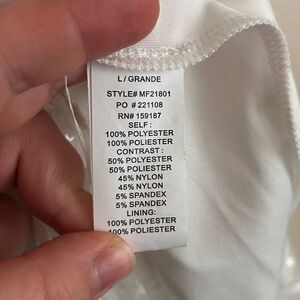 L / GRANDE
STYLE# MF21801
PO # 221108
RN# 159187
SELF :
100% POLYESTER
100% POLIESTER
CONTRAST :
50% POLYESTER
50% POLIESTER
45% NYLON
45% NYLON
5% SPANDEX
5% SPANDEX
LINING:
100% POLYESTER
100% POLIESTER